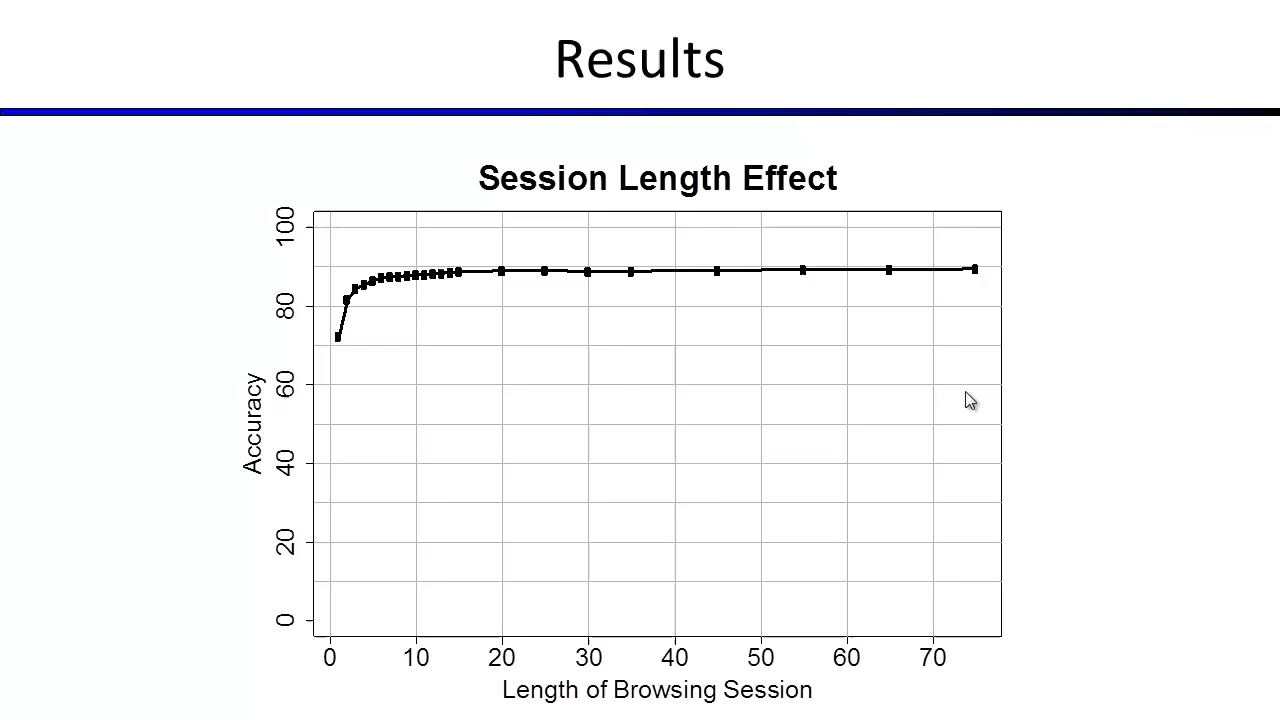 Results
Session Length Effect
100
80
60
40
20
0
Accuracy
0 10 20 30 40 50 60 70
Length of Browsing Session